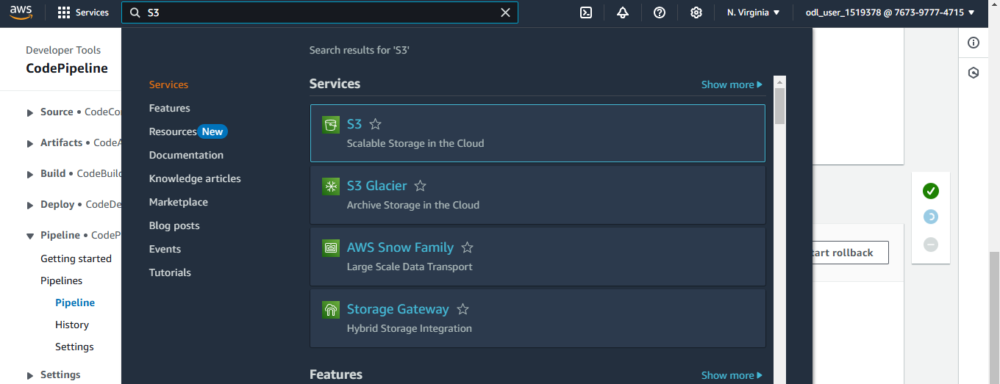 aws
Services
S3
N. Virginia
odl_user_1519378 @ 7673-9777-4715
Developer Tools
CodePipeline
Source • CodeCo
Artifacts • CodeA
Build • CodeBuild
Deploy • CodeDe
Pipeline • CodeP
Getting started
Pipelines
Pipeline
History
Settings
Settings
Search results for 'S3'
Services
Features
Resources New
Documentation
Knowledge articles
Marketplace
Blog posts
Events
Tutorials
Services
Show more
S3
Scalable Storage in the Cloud
S3 Glacier
Archive Storage in the Cloud
AWS Snow Family
Large Scale Data Transport
Storage Gateway
Hybrid Storage Integration
Features
Show more
tart rollback